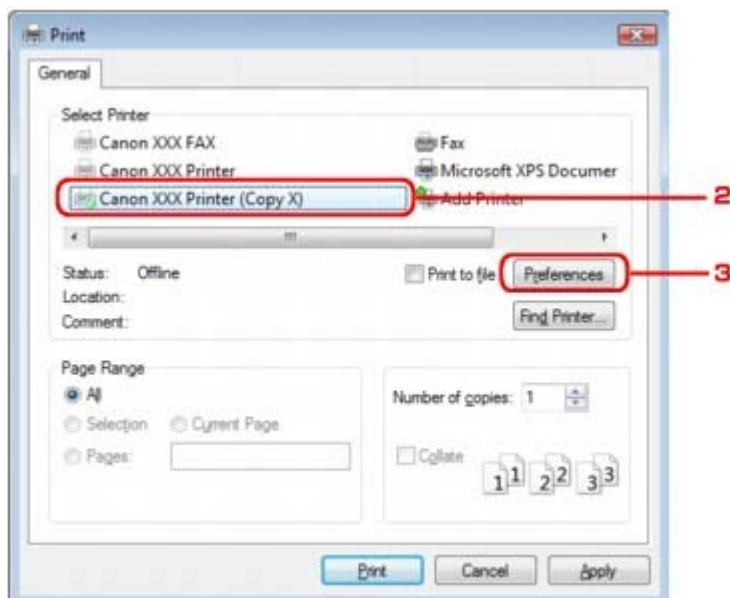 Print
General
Select Printer
Canon XXX FAX
Fax
Canon XXX Printer
Microsoft XPS Documer
Canon XXX Printer (Copy X)
Add Printer
2
Status: Offline
Print to file
Preferences
3
Location:
Comment:
Find Printer...
Page Range
All
Number of copies: 1
Selection
Current Page
Pages:
Collate
1 1 2 2 3 3
Print
Cancel
Apply